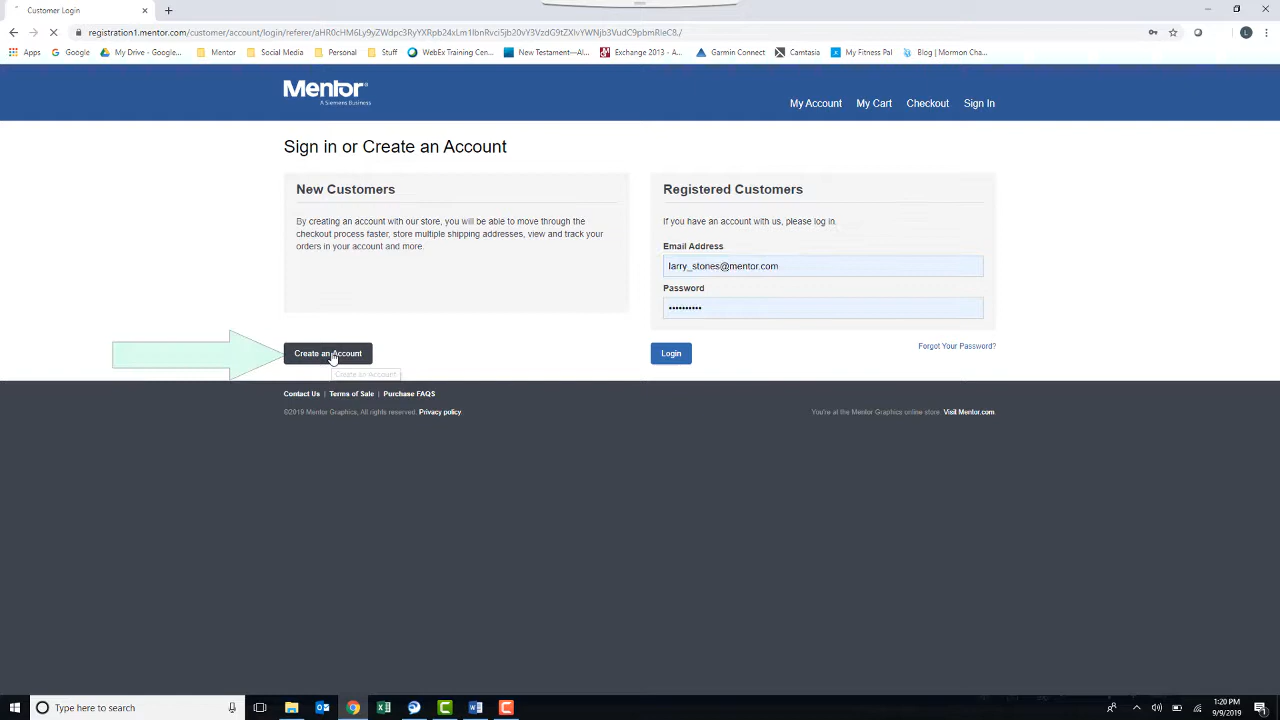 Customer Login
registration1.mentor.com/customer/account/login/referer/aHR0cHM6Ly9yZWdpc3RyYXRpb24xLm1lbnRvci5jb20vY3VzdG9tZXIvYWNjb3VudC9pbmRleC8,/
Apps Google My Drive - Google... Mentor Social Media Personal Stuff WebEx Training Cen... New Testament—Al... Exchange 2013 - A... Garmin Connect Camtasia My Fitness Pal Blog | Mormon Cha...
Mentor®
A Siemens Business
My Account My Cart Checkout Sign In
Sign in or Create an Account
New Customers
By creating an account with our store, you will be able to move through the
checkout process faster, store multiple shipping addresses, view and track your
orders in your account and more.
Create an Account
Create an Account
Registered Customers
If you have an account with us, please log in.
Email Address
larry_stones@mentor.com
Password
••••••••••
Login
Forgot Your Password?
Contact Us | Terms of Sale | Purchase FAQS
©2019 Mentor Graphics, All rights reserved. Privacy policy
You're at the Mentor Graphics online store. Visit Mentor.com.
Type here to search
1:20 PM
9/9/2019